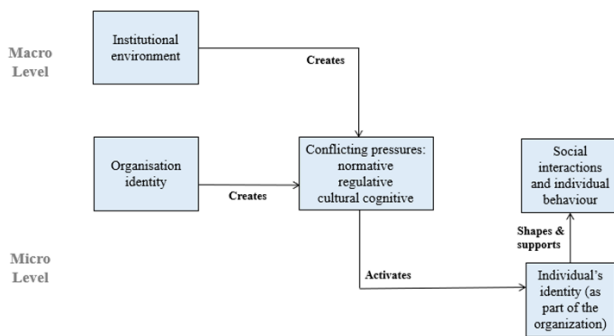 Institutional
environment
Macro
Level
Creates
Organisation
identity
Creates
Conflicting pressures:
normative
regulative
cultural cognitive
Social
interactions
and individual
behaviour
Shapes &
supports
Micro
Level
Activates
Individual's
identity (as
part of the
organization)